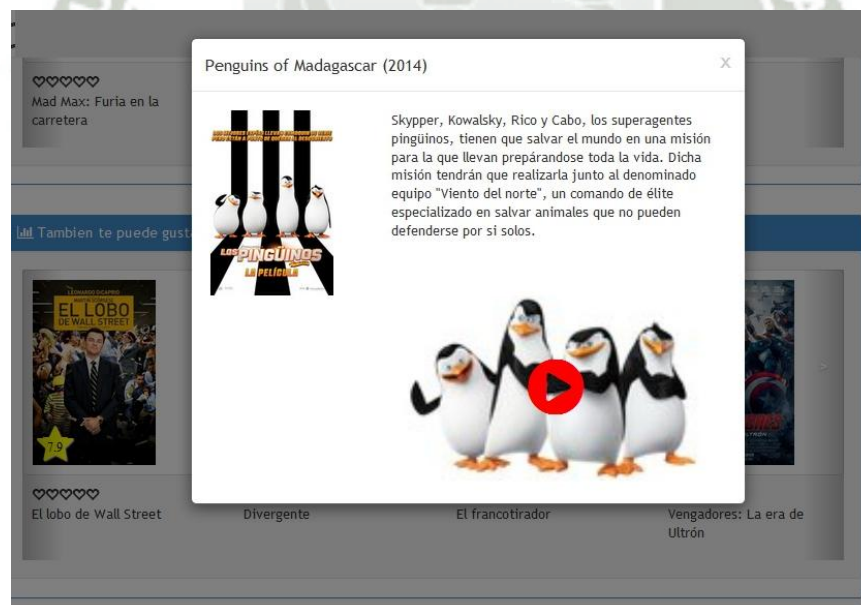 Penguins of Madagascar (2014)
x
Mad Max: Furia en la
carretera
Skypper, Kowalsky, Rico y Cabo, los superagentes
pingüinos, tienen que salvar el mundo en una misión
para la que llevan prepárandose toda la vida. Dicha
misión tendrán que realizarla junto al denominado
equipo "Viento del norte", un comando de élite
especializado en salvar animales que no pueden
defenderse por si solos.
LOS PINGÜINOS
LA PELÍCULA
Tambien te puede gust
LEONARDO DICAPRIO
EL LOBO
DE WALL STREET
7.9
El lobo de Wall Street
Divergente
El francotirador
Vengadores: La era de
Ultrón